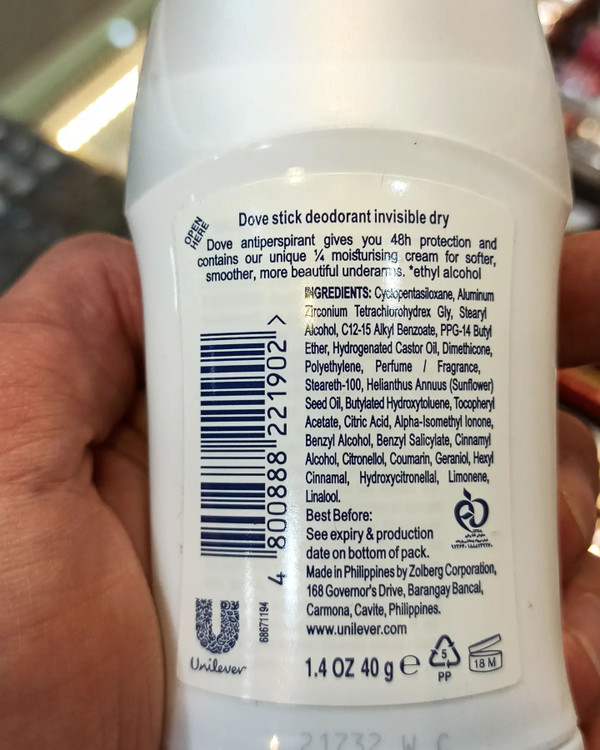 OPEN
HERE
Dove stick deodorant invisible dry
Dove antiperspirant gives you 48h protection and
contains our unique ¼ moisturising cream for softer,
smoother, more beautiful underarms. *ethyl alcohol
INGREDIENTS: Cyclopentasiloxane, Aluminum
Zirconium Tetrachlorohydrex Gly, Stearyl
Alcohol, C12-15 Alkyl Benzoate, PPG-14 Butyl
Ether, Hydrogenated Castor Oil, Dimethicone,
Polyethylene, Perfume / Fragrance,
Steareth-100, Helianthus Annuus (Sunflower)
Seed Oil, Butylated Hydroxytoluene, Tocopheryl
Acetate, Citric Acid, Alpha-Isomethyl Ionone,
Benzyl Alcohol, Benzyl Salicylate, Cinnamyl
Alcohol, Citronellol, Coumarin, Geraniol, Hexyl
Cinnamal, Hydroxycitronellal, Limonene,
Linalool.
Best Before:
See expiry & production
date on bottom of pack.
Made in Philippines by Zolberg Corporation,
168 Governor's Drive, Barangay Bancal,
Carmona, Cavite, Philippines.
www.unilever.com
4 800888 221902 >
68671194
Unilever
1.4 OZ 40 g ℮
5
PP
18 M
21232 W C